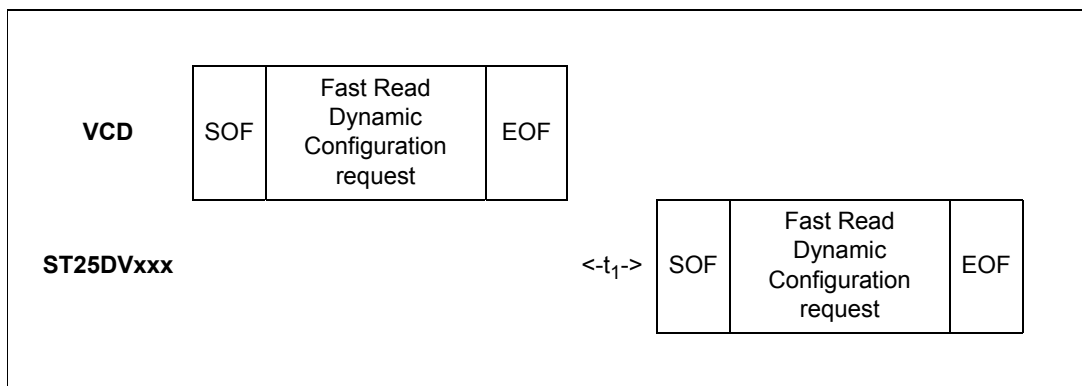 VCD
SOF
Fast Read
Dynamic
Configuration
request
EOF
ST25DVxxx
<-t₁->
SOF
Fast Read
Dynamic
Configuration
request
EOF